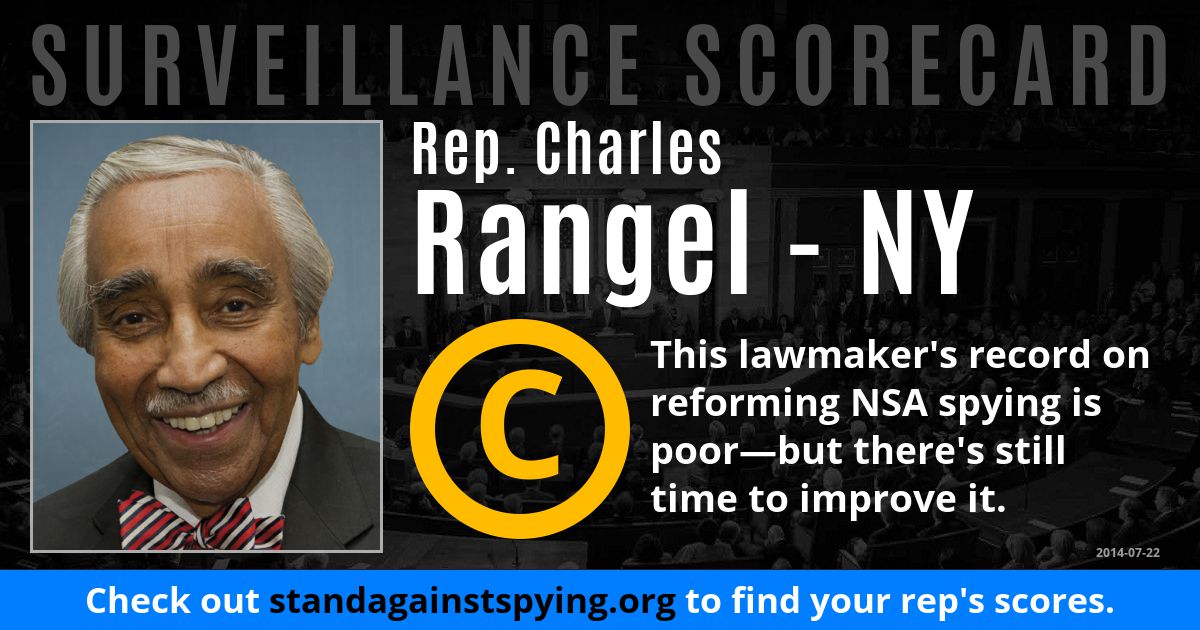 SURVEILLANCE SCORECARD
Rep. Charles
Rangel - NY
C
This lawmaker's record on
reforming NSA spying is
poor—but there's still
time to improve it.
2014-07-22
Check out standagainstspying.org to find your rep's scores.